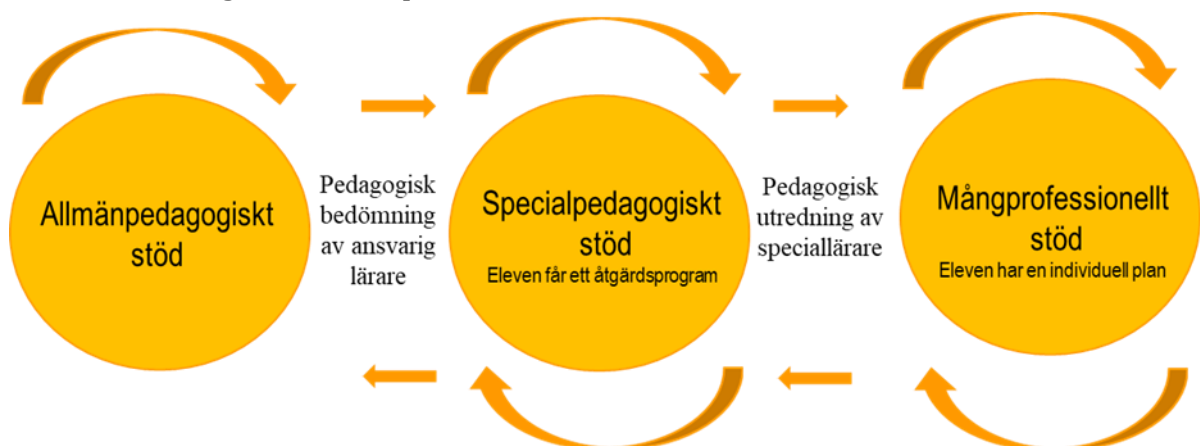 Allmänpedagogiskt
stöd
Pedagogisk
bedömning
av ansvarig
lärare
Specialpedagogiskt
stöd
Eleven får ett åtgärdsprogram
Pedagogisk
utredning av
speciallärare
Mångprofessionellt
stöd
Eleven har en individuell plan